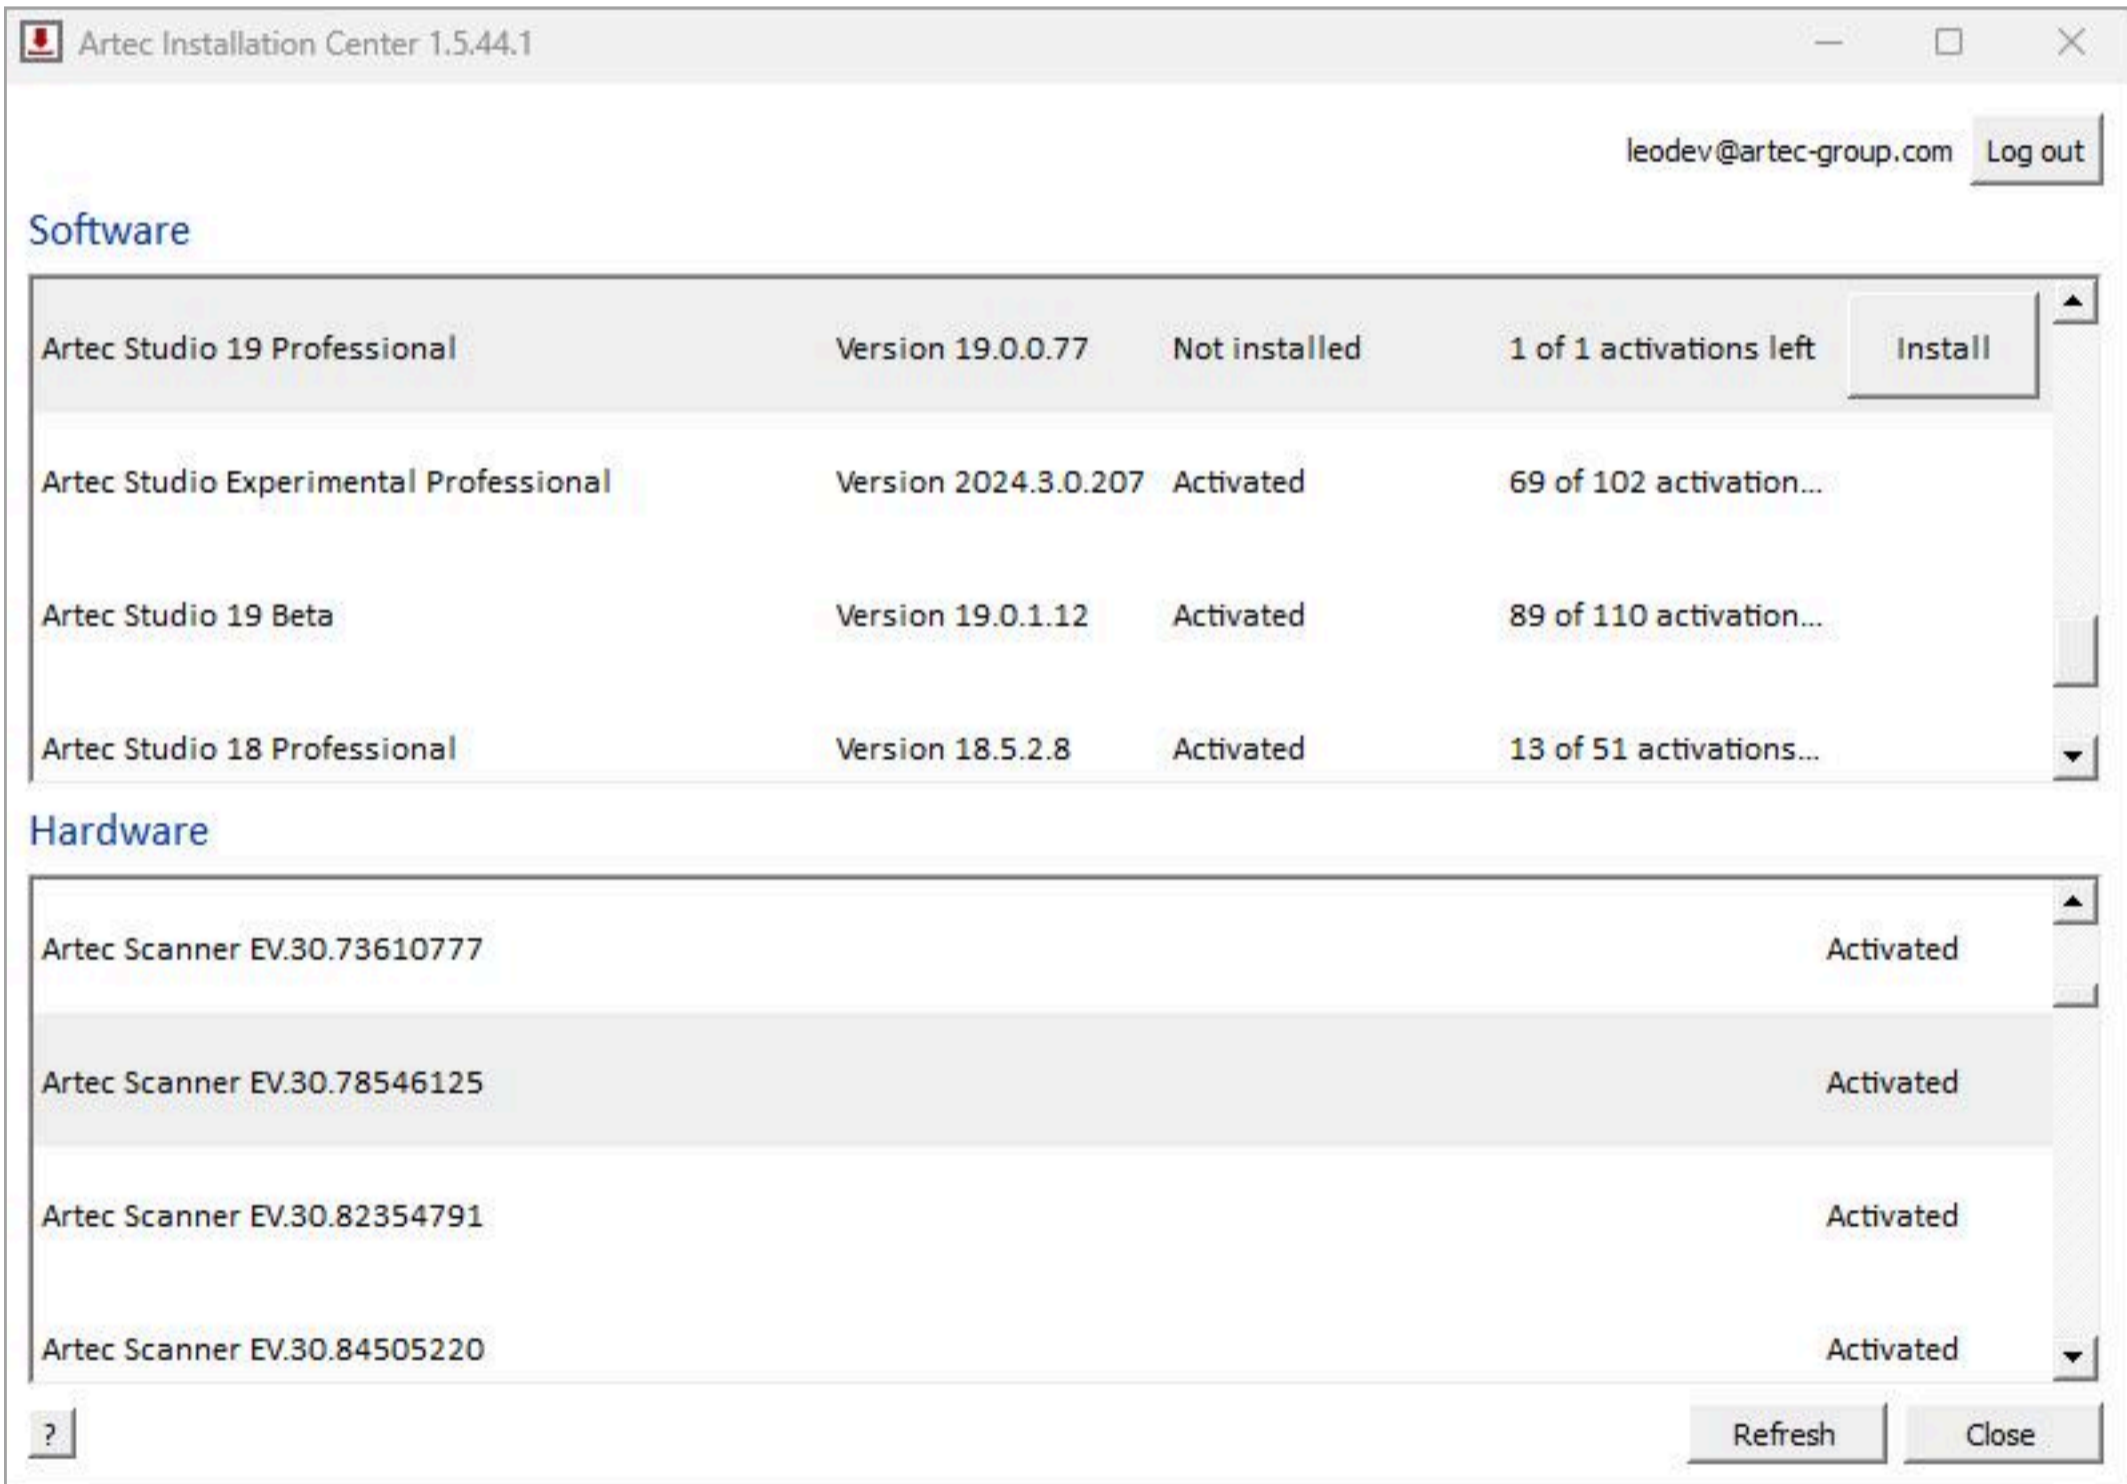 Artec Installation Center 1.5.44.1
leodev@artec-group.com Log out
Software
Artec Studio 19 Professional Version 19.0.0.77 Not installed 1 of 1 activations left Install
Artec Studio Experimental Professional Version 2024.3.0.207 Activated 69 of 102 activation...
Artec Studio 19 Beta Version 19.0.1.12 Activated 89 of 110 activation...
Artec Studio 18 Professional Version 18.5.2.8 Activated 13 of 51 activations...
Hardware
Artec Scanner EV.30.73610777 Activated
Artec Scanner EV.30.78546125 Activated
Artec Scanner EV.30.82354791 Activated
Artec Scanner EV.30.84505220 Activated
? Refresh Close